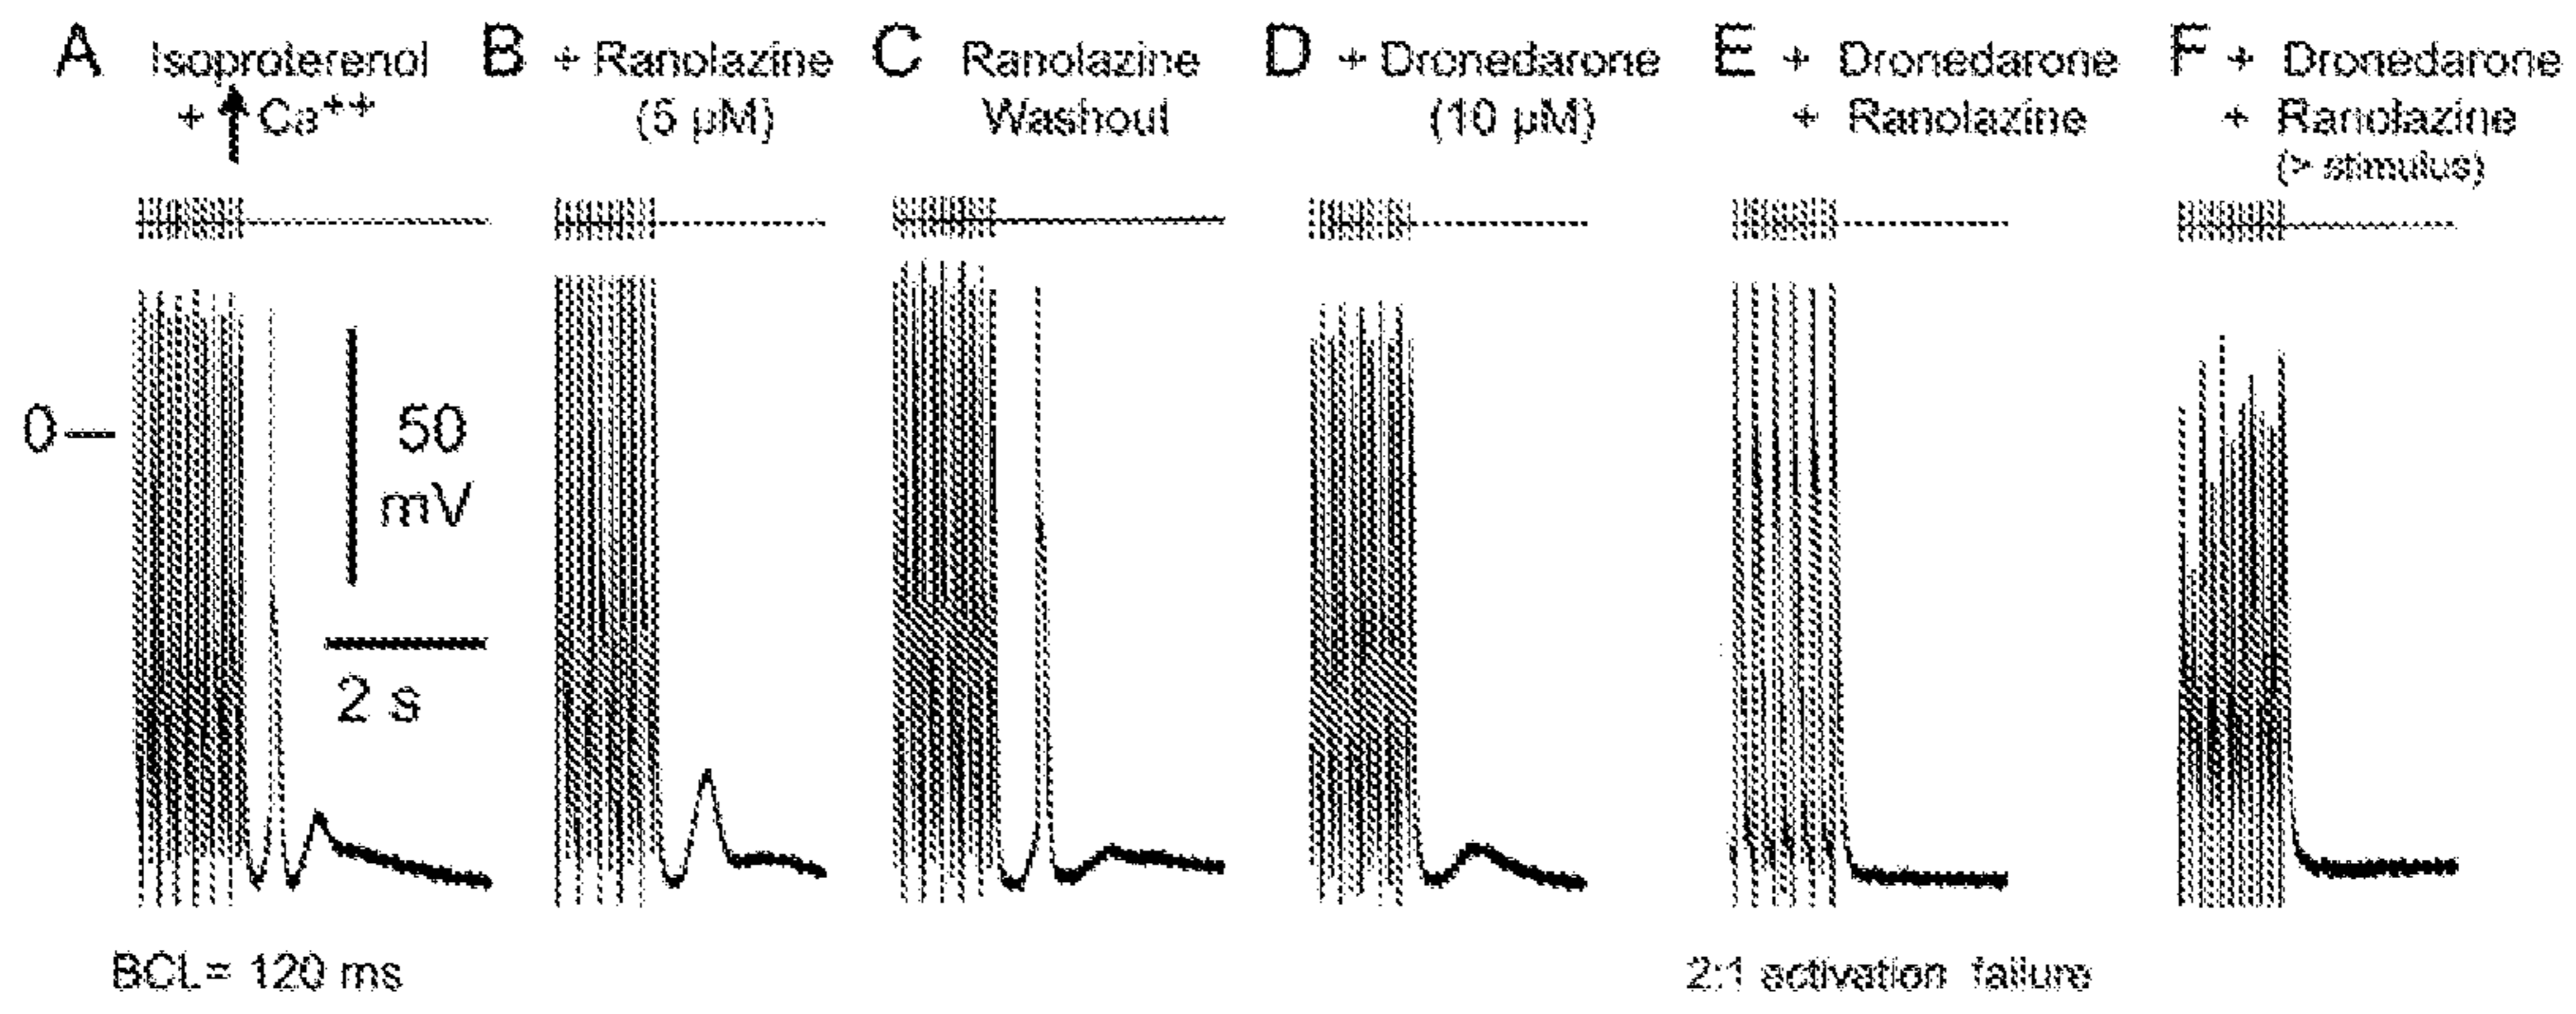 A Isoproterenol
+ ↑ Ca++
B + Ranolazine
(5 µM)
C Ranolazine
Washout
D + Dronedarone
(10 µM)
E + Dronedarone
+ Ranolazine
F + Dronedarone
+ Ranolazine
(> stimulus)
0
50
mV
2 s
BCL= 120 ms
2:1 activation failure